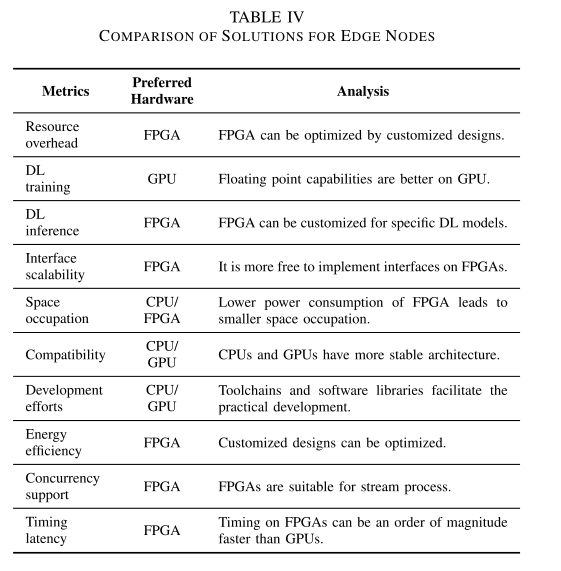 TABLE IV
COMPARISON OF SOLUTIONS FOR EDGE NODES
Metrics Preferred Hardware Analysis
Resource overhead FPGA FPGA can be optimized by customized designs.
DL training GPU Floating point capabilities are better on GPU.
DL inference FPGA FPGA can be customized for specific DL models.
Interface scalability FPGA It is more free to implement interfaces on FPGAs.
Space CPU/ Lower power consumption of FPGA leads to
occupation FPGA smaller space occupation.
Compatibility CPU/ GPU CPUs and GPUs have more stable architecture.
Development CPU/ Toolchains and software libraries facilitate the
efforts GPU practical development.
Energy efficiency FPGA Customized designs can be optimized.
Concurrency support FPGA FPGAs are suitable for stream process.
Timing FPGA Timing on FPGAs can be an order of magnitude
latency faster than GPUs.